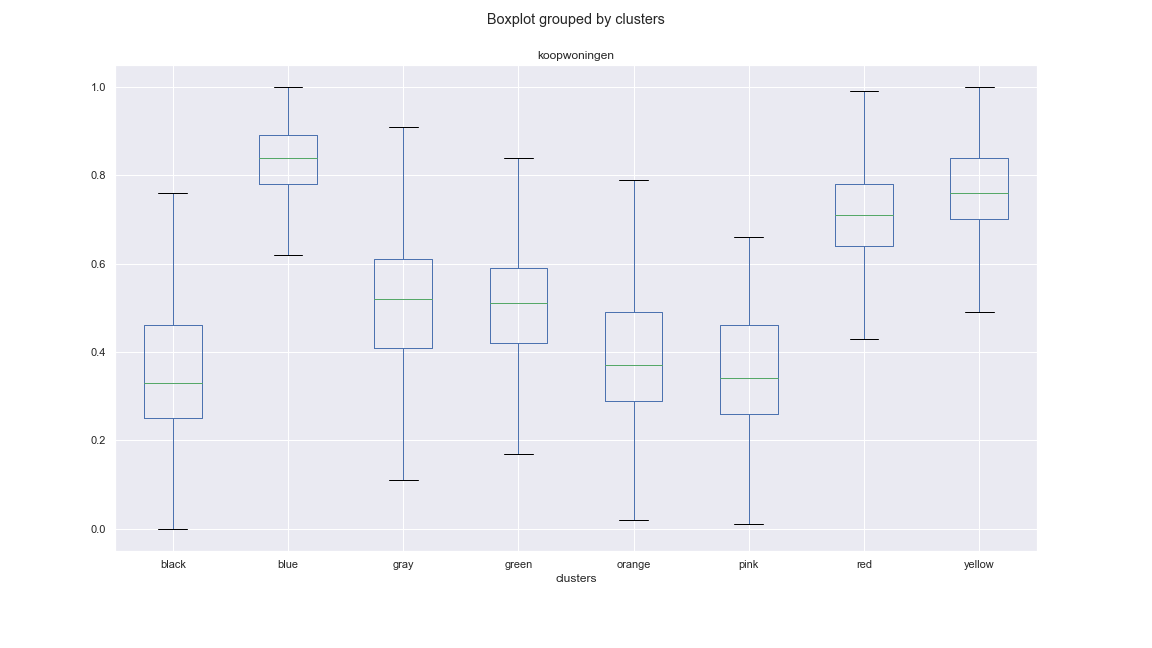 Boxplot grouped by clusters
koopwoningen
1.0
0.8
0.6
0.4
0.2
0.0
black blue gray green orange pink red yellow
clusters